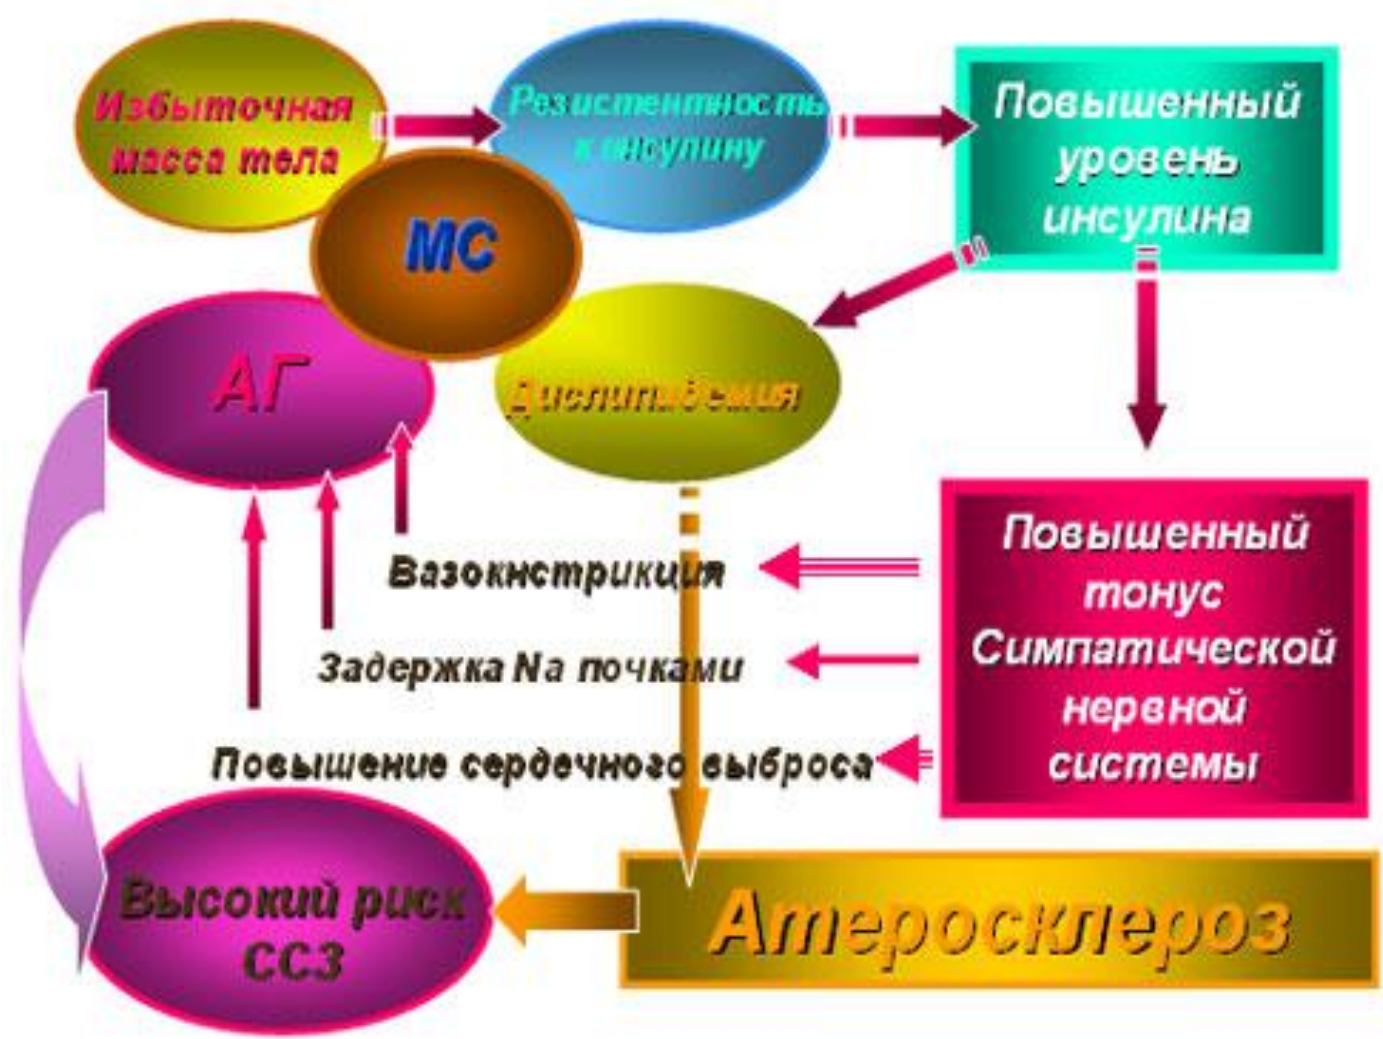 Избыточная
масса тела
Резистентность
к инсулину
Повышенный
уровень
инсулина
МС
АГ
Дислипидемия
Вазокнстрикция
Задержка Na почками
Повышение сердечного выброса
Повышенный
тонус
Симпатической
нервной
системы
Высокий риск
ССЗ
Атеросклероз